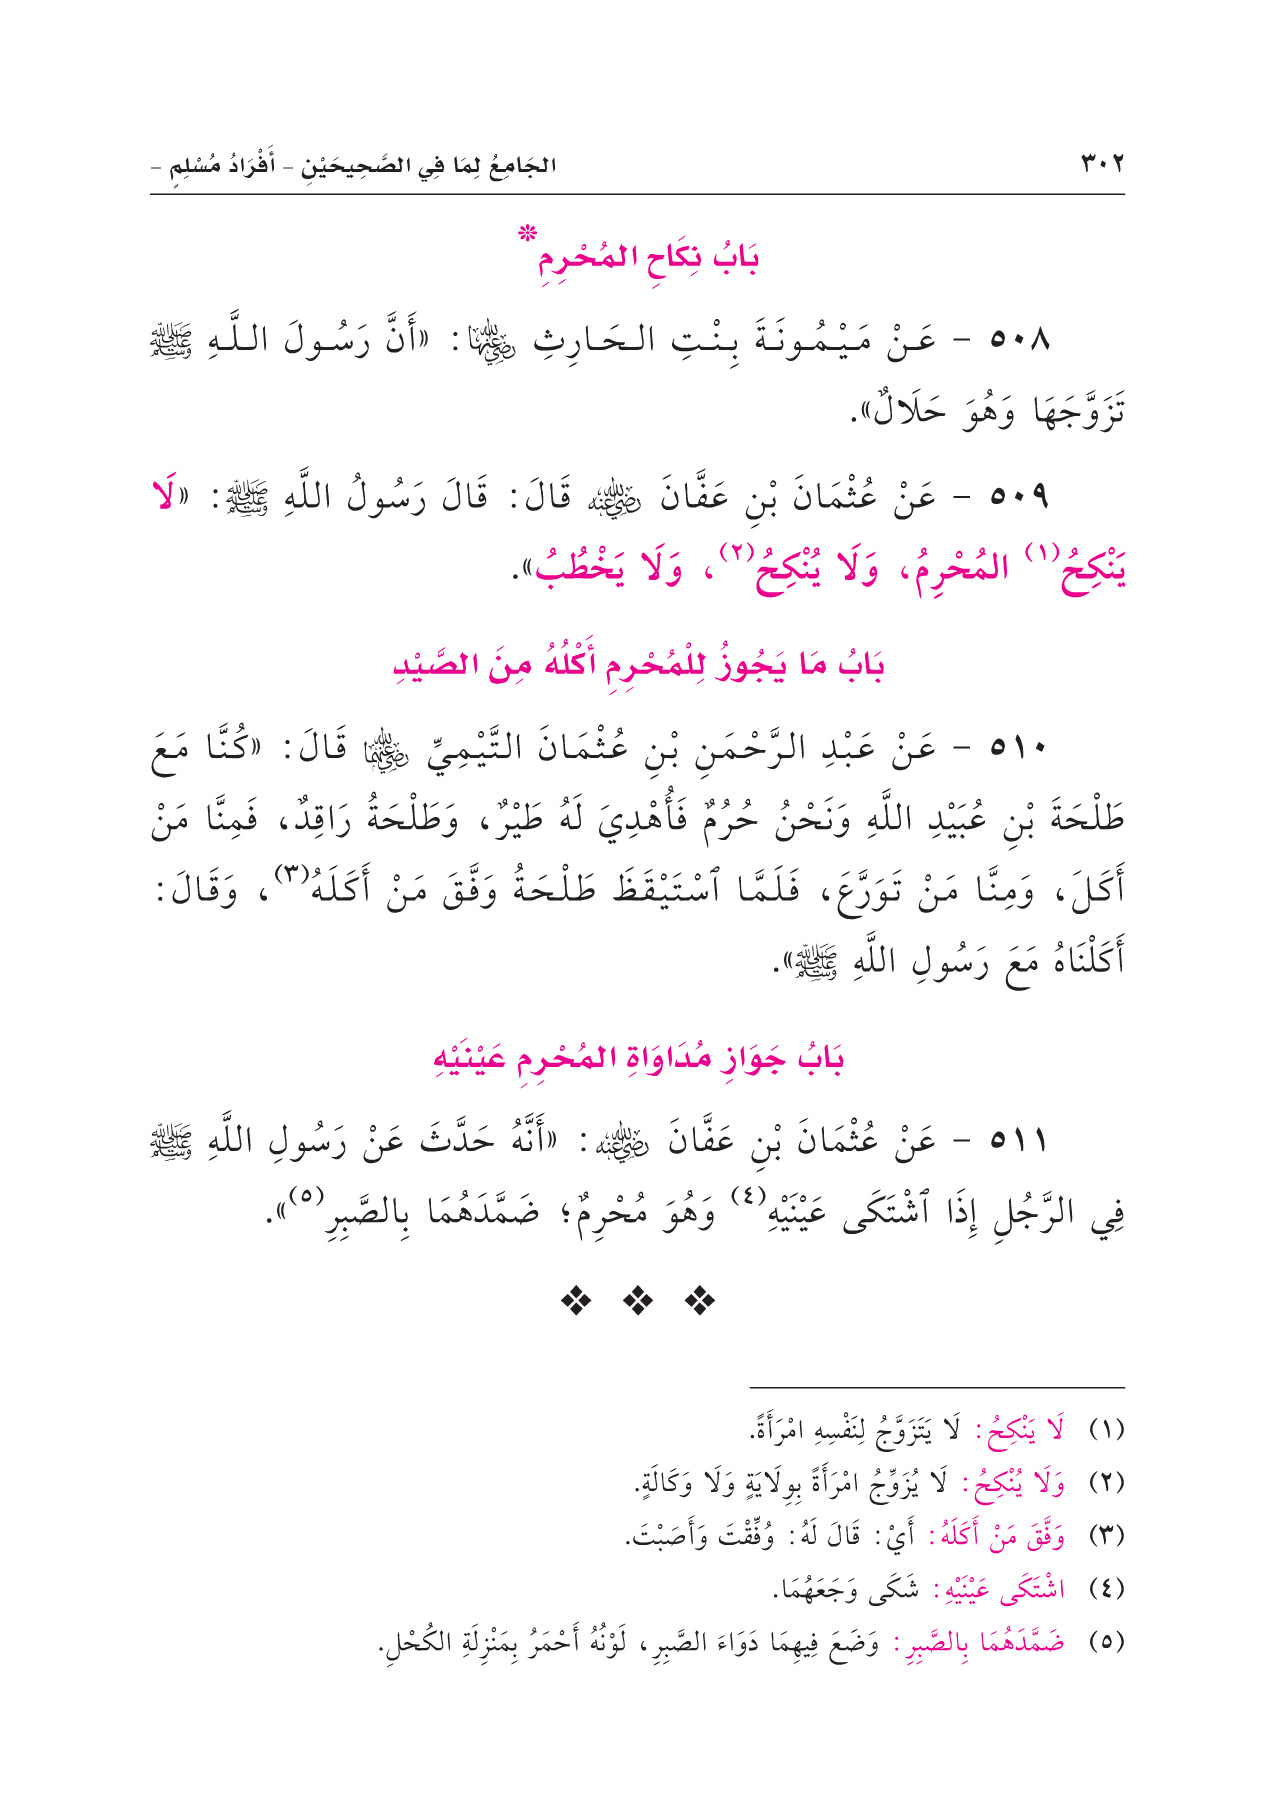 ٣٠٢ الجَامِعُ لِمَا فِي الصَّحِيحَيْنِ - أَفْرَادُ مُسْلِمٍ -
بَابُ نِكَاحِ المُحْرِمِ*
٥٠٨ - عَنْ مَيْمُونَةَ بِنْتِ الحَارِثِ رضي الله عنها: «أَنَّ رَسُولَ اللَّهِ ﷺ
تَزَوَّجَهَا وَهُوَ حَلَالٌ».
٥٠٩ - عَنْ عُثْمَانَ بْنِ عَفَّانَ رضي الله عنه قَالَ: قَالَ رَسُولُ اللَّهِ ﷺ: «لَا
يَنْكِحُ(١) المُحْرِمُ، وَلَا يُنْكِحُ(٢)، وَلَا يَخْطُبُ».
بَابُ مَا يَجُوزُ لِلْمُحْرِمِ أَكْلُهُ مِنَ الصَّيْدِ
٥١٠ - عَنْ عَبْدِ الرَّحْمَنِ بْنِ عُثْمَانَ التَّيْمِيِّ رضي الله عنهما قَالَ: «كُنَّا مَعَ
طَلْحَةَ بْنِ عُبَيْدِ اللَّهِ وَنَحْنُ حُرُمٌ فَأُهْدِيَ لَهُ طَيْرٌ، وَطَلْحَةُ رَاقِدٌ، فَمِنَّا مَنْ
أَكَلَ، وَمِنَّا مَنْ تَوَرَّعَ، فَلَمَّا ٱسْتَيْقَظَ طَلْحَةُ وَفَّقَ مَنْ أَكَلَهُ(٣)، وَقَالَ:
أَكَلْنَاهُ مَعَ رَسُولِ اللَّهِ ﷺ».
بَابُ جَوَازِ مُدَاوَاةِ المُحْرِمِ عَيْنَيْهِ
٥١١ - عَنْ عُثْمَانَ بْنِ عَفَّانَ رضي الله عنه: «أَنَّهُ حَدَّثَ عَنْ رَسُولِ اللَّهِ ﷺ
فِي الرَّجُلِ إِذَا ٱشْتَكَى عَيْنَيْهِ(٤) وَهُوَ مُحْرِمٌ؛ ضَمَّدَهُمَا بِالصَّبِرِ(٥)».
(١) لَا يَنْكِحُ: لَا يَتَزَوَّجُ لِنَفْسِهِ امْرَأَةً.
(٢) وَلَا يُنْكِحُ: لَا يُزَوِّجُ امْرَأَةً بِوِلَايَةٍ وَلَا وَكَالَةٍ.
(٣) وَفَّقَ مَنْ أَكَلَهُ: أَيْ: قَالَ لَهُ: وُفِّقْتَ وَأَصَبْتَ.
(٤) اشْتَكَى عَيْنَيْهِ: شَكَى وَجَعَهُمَا.
(٥) ضَمَّدَهُمَا بِالصَّبِرِ: وَضَعَ فِيهِمَا دَوَاءَ الصَّبِرِ، لَوْنُهُ أَحْمَرُ بِمَنْزِلَةِ الكُحْلِ.